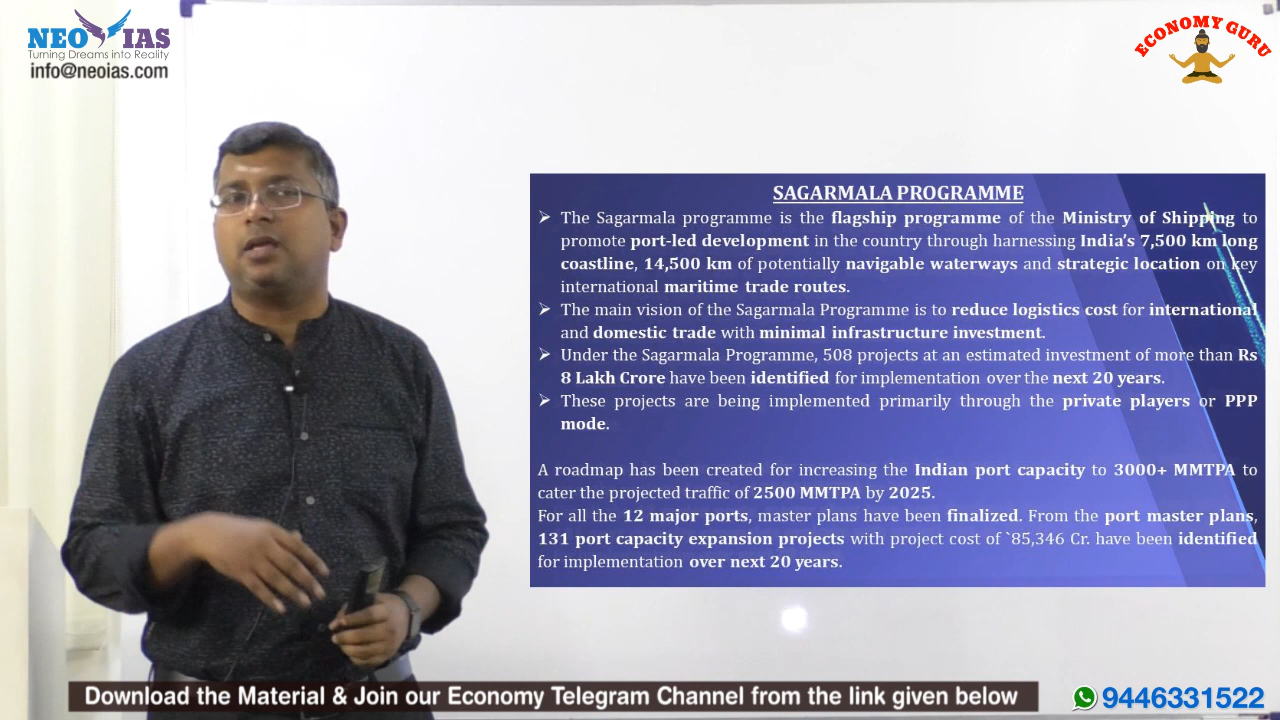 NEO IAS
Turning Dreams into Reality
info@neoias.com
ECONOMY GURU
SAGARMALA PROGRAMME
➢ The Sagarmala programme is the flagship programme of the Ministry of Shipping to
promote port-led development in the country through harnessing India's 7,500 km long
coastline, 14,500 km of potentially navigable waterways and strategic location on key
international maritime trade routes.
➢ The main vision of the Sagarmala Programme is to reduce logistics cost for international
and domestic trade with minimal infrastructure investment.
➢ Under the Sagarmala Programme, 508 projects at an estimated investment of more than Rs
8 Lakh Crore have been identified for implementation over the next 20 years.
➢ These projects are being implemented primarily through the private players or PPP
mode.
A roadmap has been created for increasing the Indian port capacity to 3000+ MMTPA to
cater the projected traffic of 2500 MMTPA by 2025.
For all the 12 major ports, master plans have been finalized. From the port master plans,
131 port capacity expansion projects with project cost of `85,346 Cr. have been identified
for implementation over next 20 years.
Download the Material & Join our Economy Telegram Channel from the link given below
9446331522